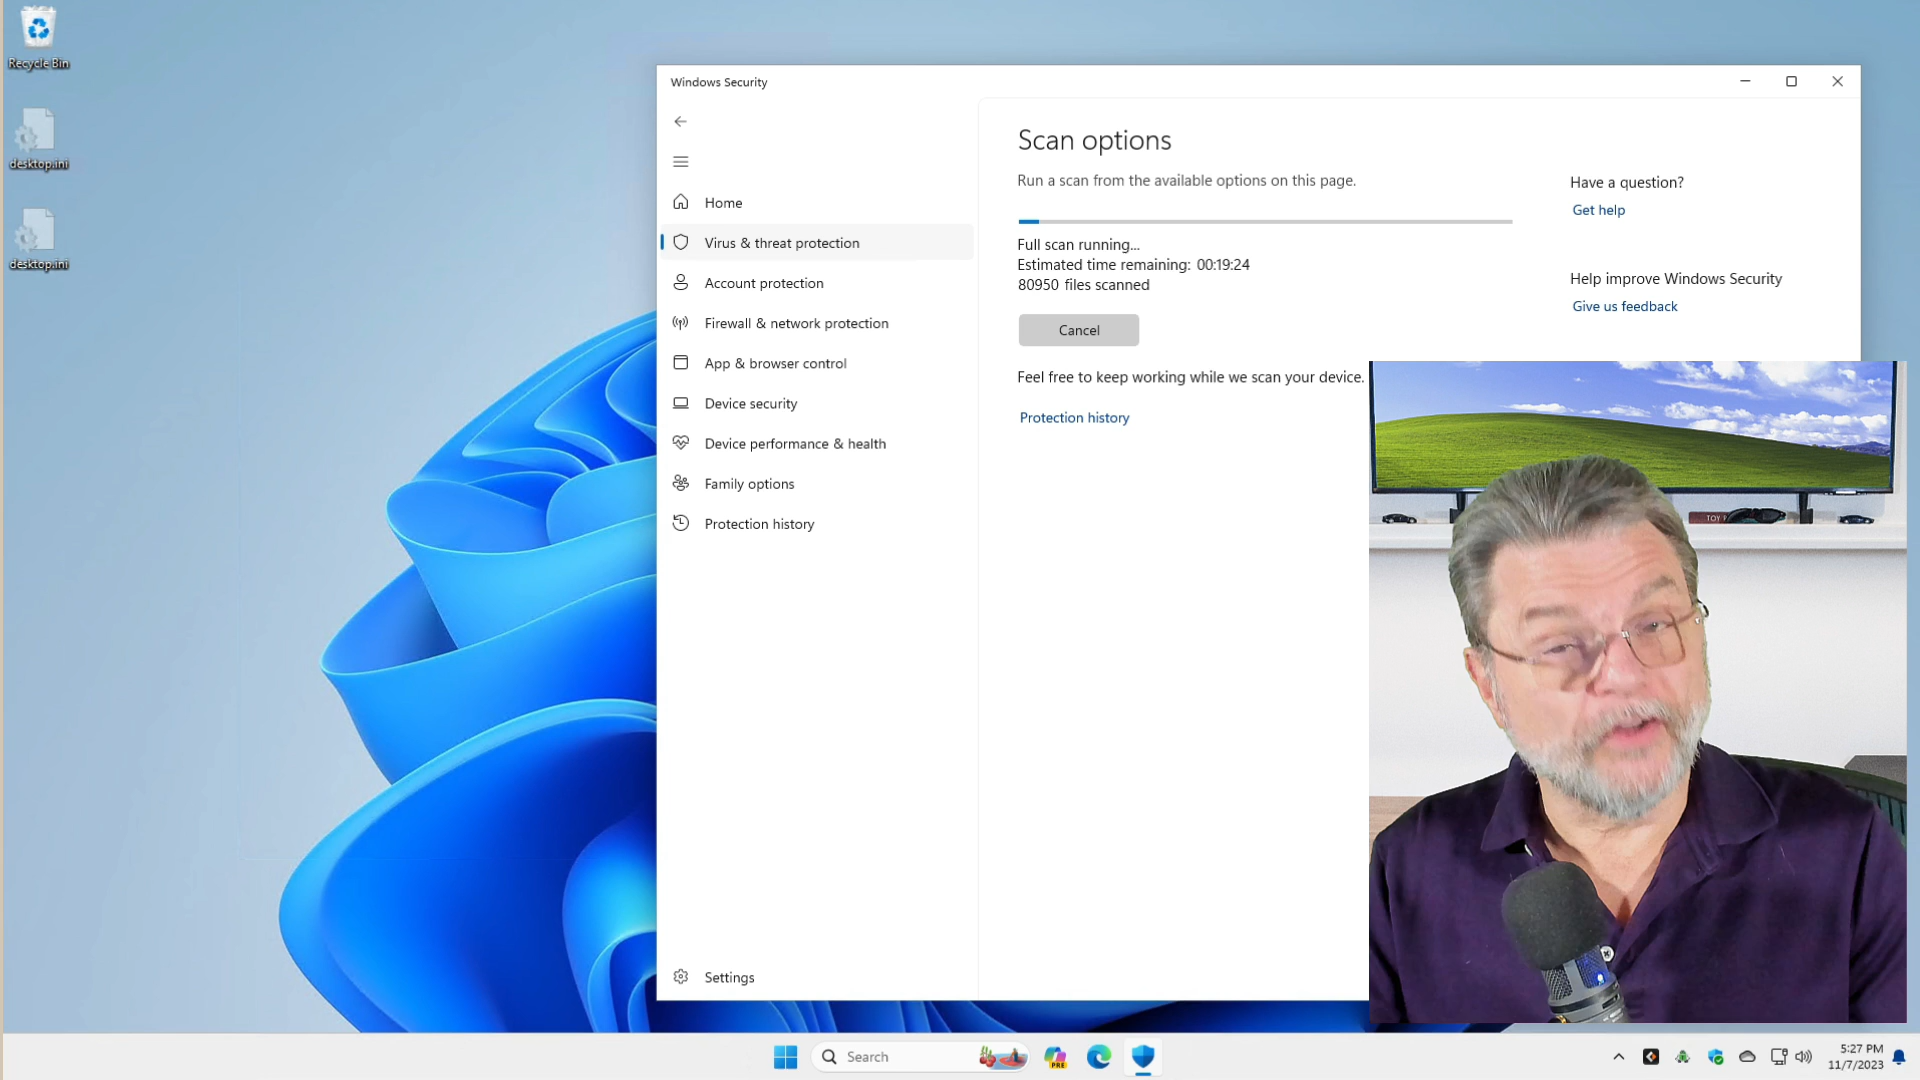 Recycle Bin
desktop.ini
desktop.ini
Windows Security
Home
Virus & threat protection
Account protection
Firewall & network protection
App & browser control
Device security
Device performance & health
Family options
Protection history
Settings
Scan options
Run a scan from the available options on this page.
Full scan running...
Estimated time remaining: 00:19:24
80950 files scanned
Cancel
Feel free to keep working while we scan your device.
Protection history
Have a question?
Get help
Help improve Windows Security
Give us feedback
TOY
Search
PRE
5:27 PM
11/7/2023